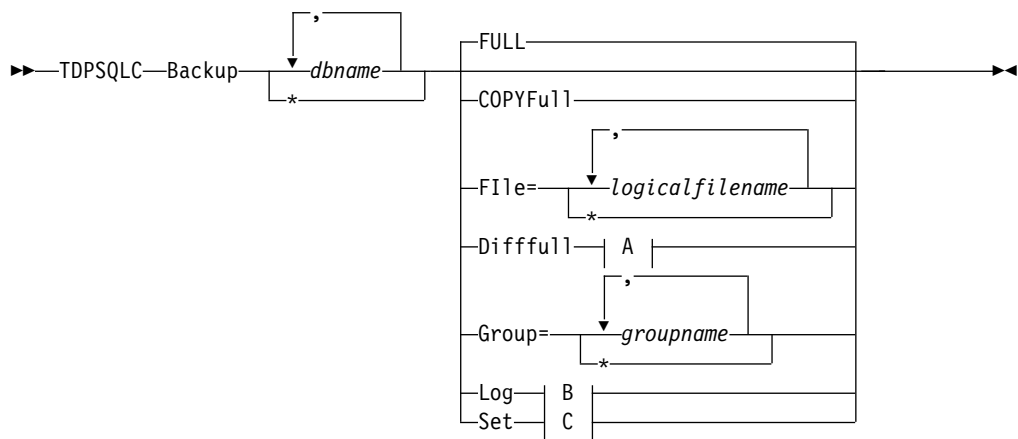 ,
FULL
TDPSQLC Backup dbname
*
COPYFull
,
FIle= logicalfilename
*
Difffull A
,
Group= groupname
*
Log B
Set C